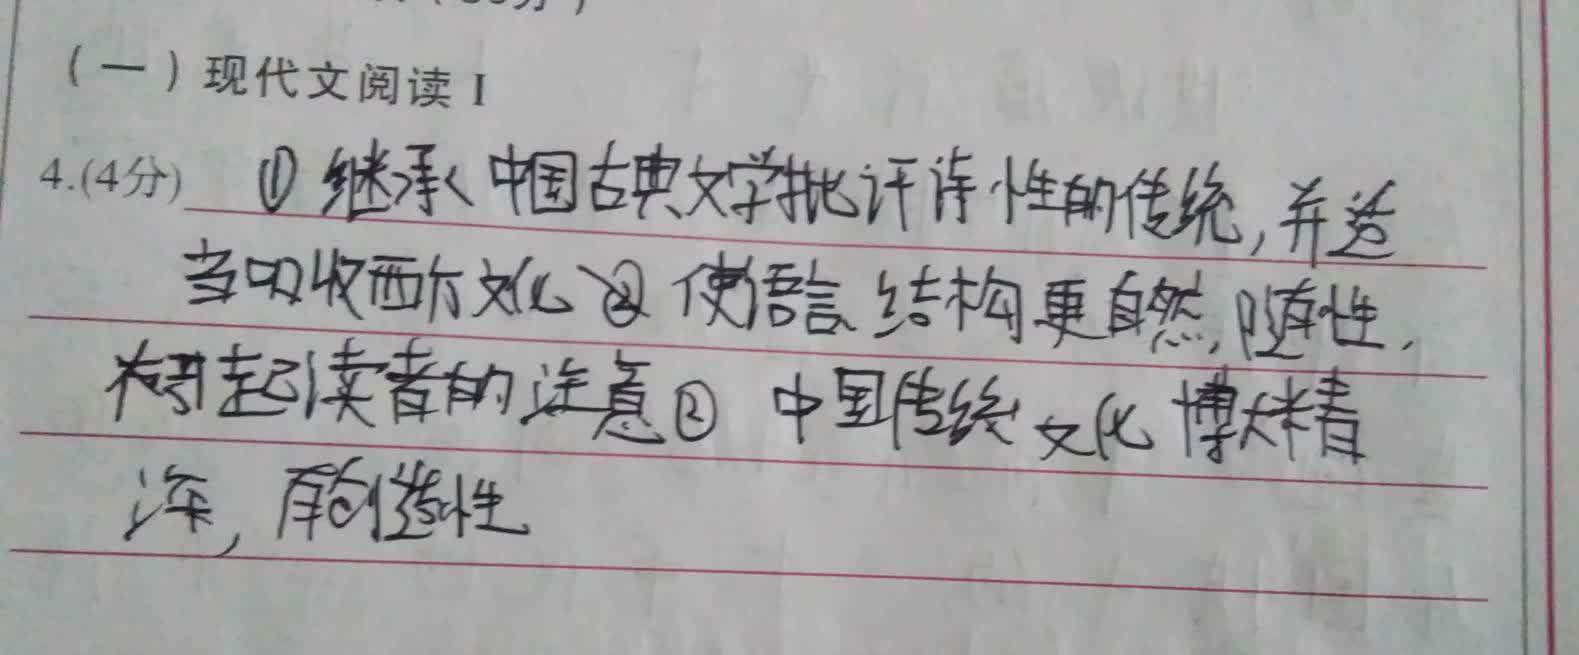 （一）现代文阅读 I
4.(4分) ①继承中国古典文学批评诗性的传统，并适
当吸收西方文化②使语言结构更自然，随性，
引起读者的注意② 中国传统文化博大精
深，有创造性